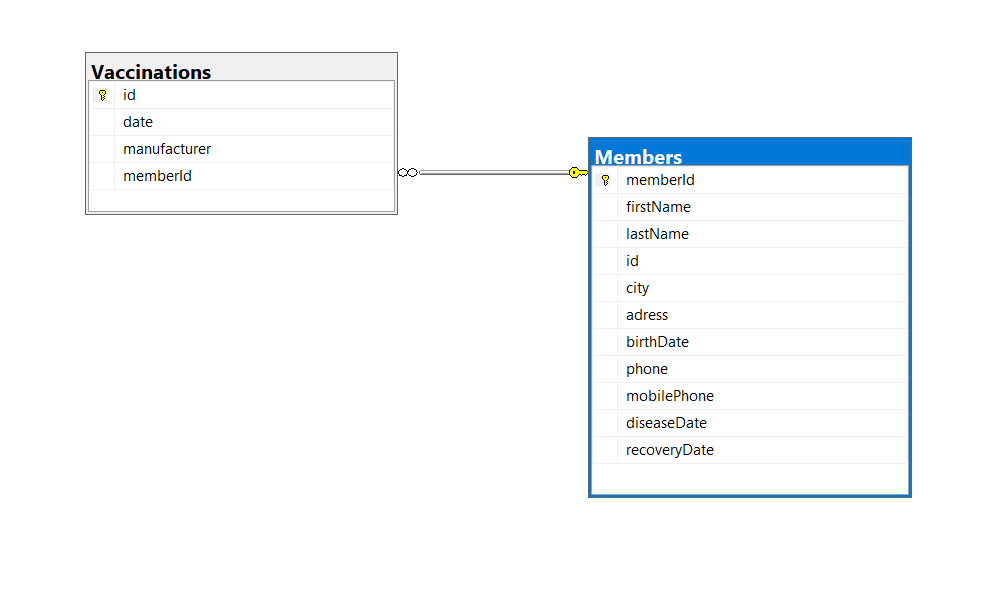 Vaccinations
id
date
manufacturer
memberId
Members
memberId
firstName
lastName
id
city
adress
birthDate
phone
mobilePhone
diseaseDate
recoveryDate